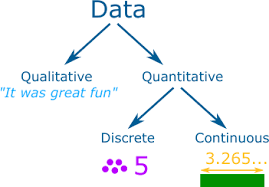 Data
Qualitative
Quantitative
"It was great fun"
Discrete
Continuous
5
3.265...